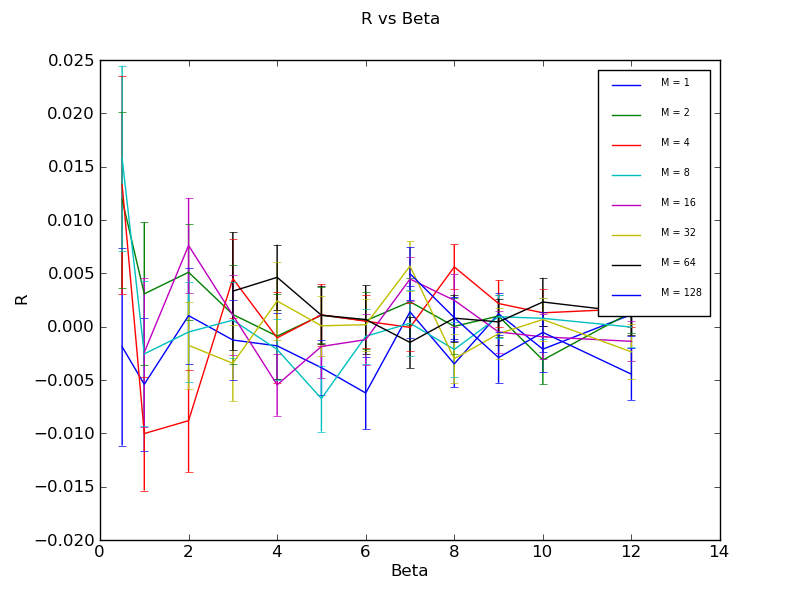 R vs Beta
0.025
0.020
0.015
0.010
0.005
0.000
−0.005
−0.010
−0.015
−0.020
R
0 2 4 6 8 10 12 14
Beta
M = 1
M = 2
M = 4
M = 8
M = 16
M = 32
M = 64
M = 128